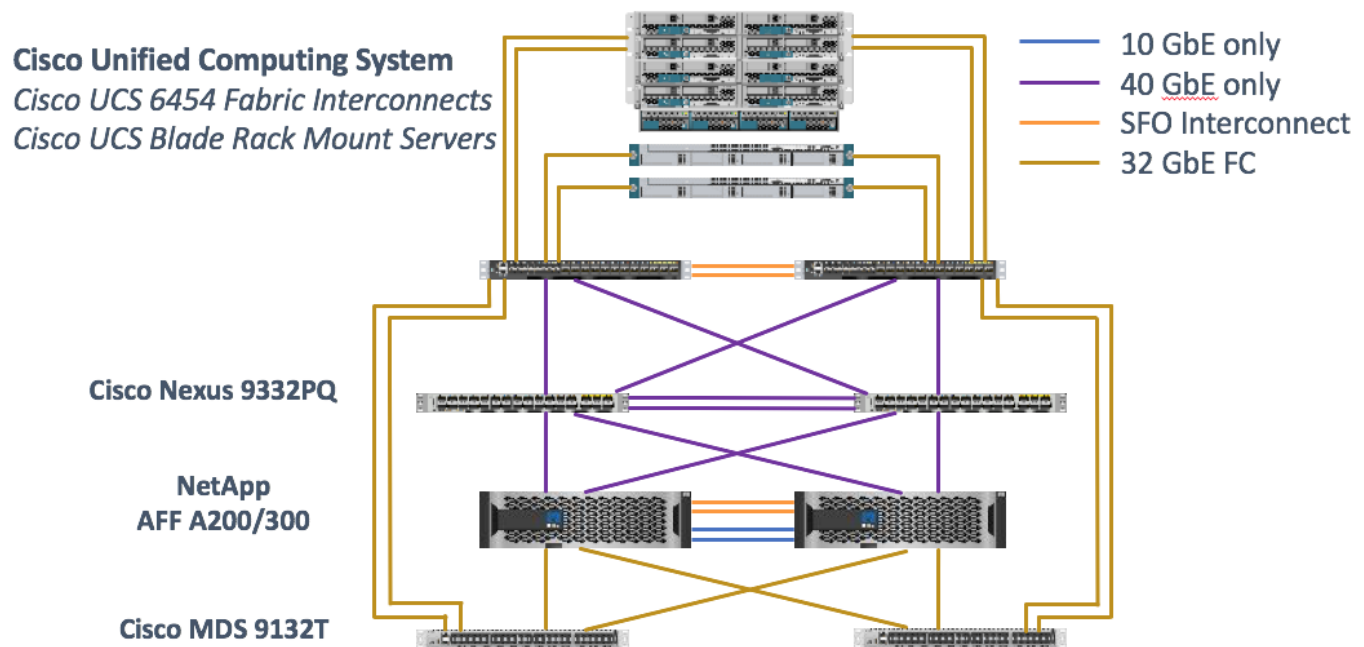 Cisco Unified Computing System
Cisco UCS 6454 Fabric Interconnects
Cisco UCS Blade Rack Mount Servers
10 GbE only
40 GbE only
SFO Interconnect
32 GbE FC
Cisco Nexus 9332PQ
NetApp
AFF A200/300
Cisco MDS 9132T